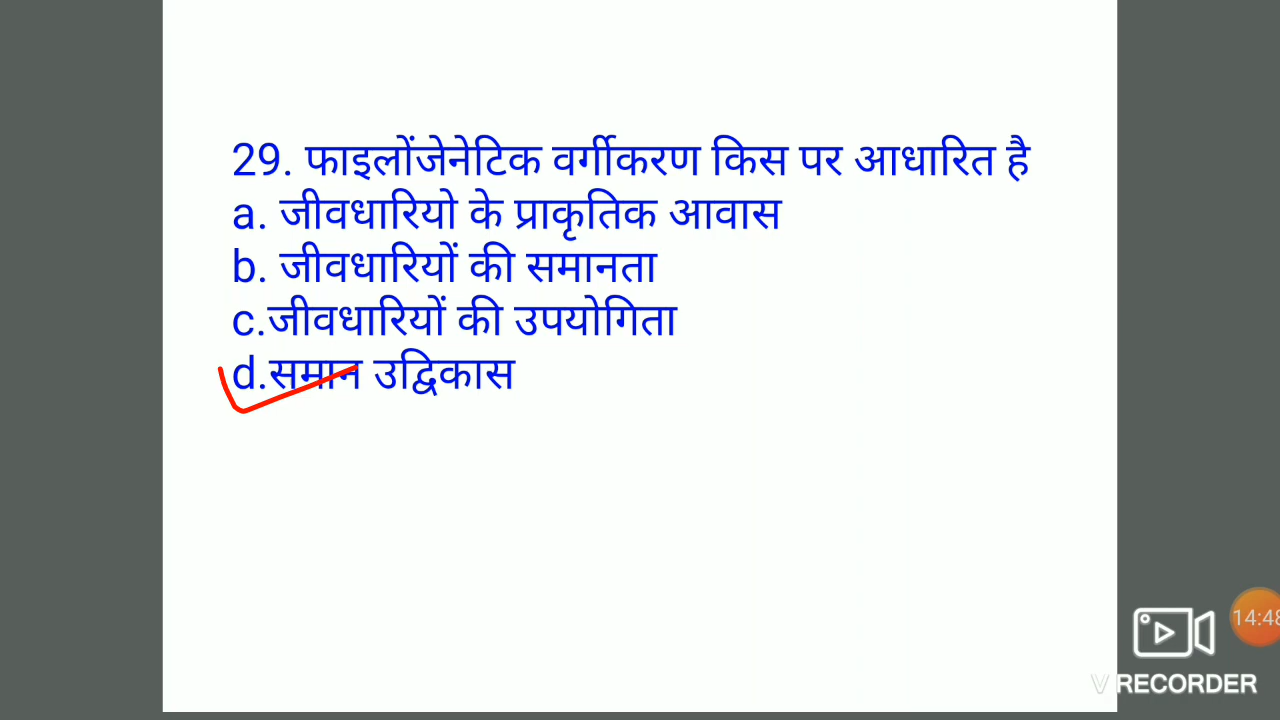 29. फाइलोंजेनेटिक वर्गीकरण किस पर आधारित है
a. जीवधारियो के प्राकृतिक आवास
b. जीवधारियों की समानता
c.जीवधारियों की उपयोगिता
d.समान उद्विकास
14:48
V RECORDER